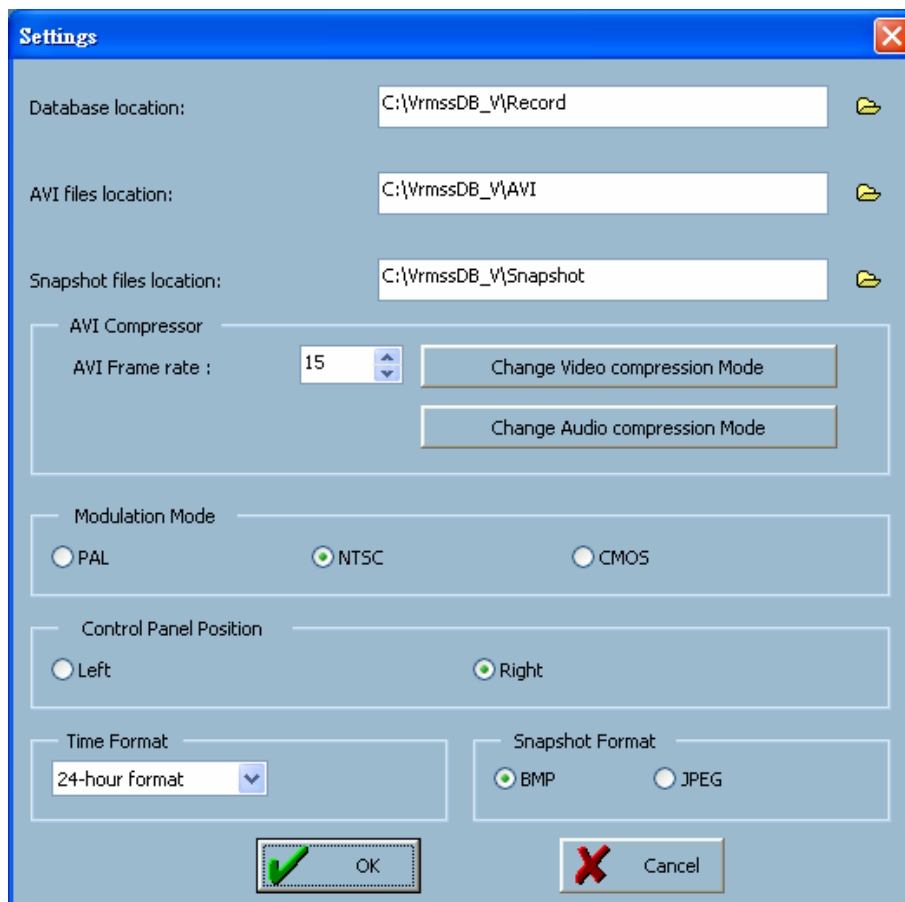 Settings
Database location: C:\VrmssDB_V\Record
AVI files location: C:\VrmssDB_V\AVI
Snapshot files location: C:\VrmssDB_V\Snapshot
AVI Compressor
AVI Frame rate : 15 Change Video compression Mode
Change Audio compression Mode
Modulation Mode
PAL NTSC CMOS
Control Panel Position
Left Right
Time Format Snapshot Format
24-hour format BMP JPEG
OK Cancel